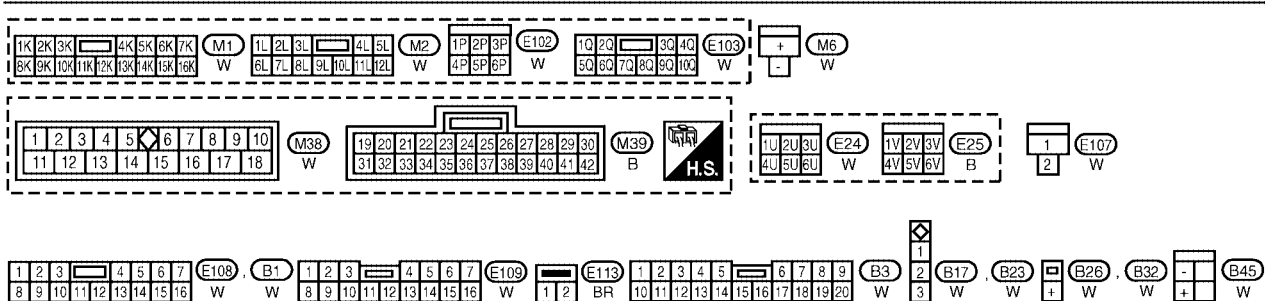 1K 2K 3K 4K 5K 6K 7K
8K 9K 10K 11K 12K 13K 14K 15K 16K
M1
W
1L 2L 3L 4L 5L
6L 7L 8L 9L 10L 11L 12L
M2
W
1P 2P 3P
4P 5P 6P
E102
W
1Q 2Q 3Q 4Q
5Q 6Q 7Q 8Q 9Q 10Q
E103
W
+
-
M6
W
1 2 3 4 5 6 7 8 9 10
11 12 13 14 15 16 17 18
M38
W
19 20 21 22 23 24 25 26 27 28 29 30
31 32 33 34 35 36 37 38 39 40 41 42
M39
B
H.S.
1U 2U 3U
4U 5U 6U
E24
W
1V 2V 3V
4V 5V 6V
E25
B
1
2
E107
W
1 2 3 4 5 6 7
8 9 10 11 12 13 14 15 16
E108 , B1
W W
1 2 3 4 5 6 7
8 9 10 11 12 13 14 15 16
E109
W
1 2
E113
BR
1 2 3 4 5 6 7 8 9
10 11 12 13 14 15 16 17 18 19 20
B3
W
1
2
3
B17 , B23
W W
+
B26 , B32
W W
-
+
B45
W